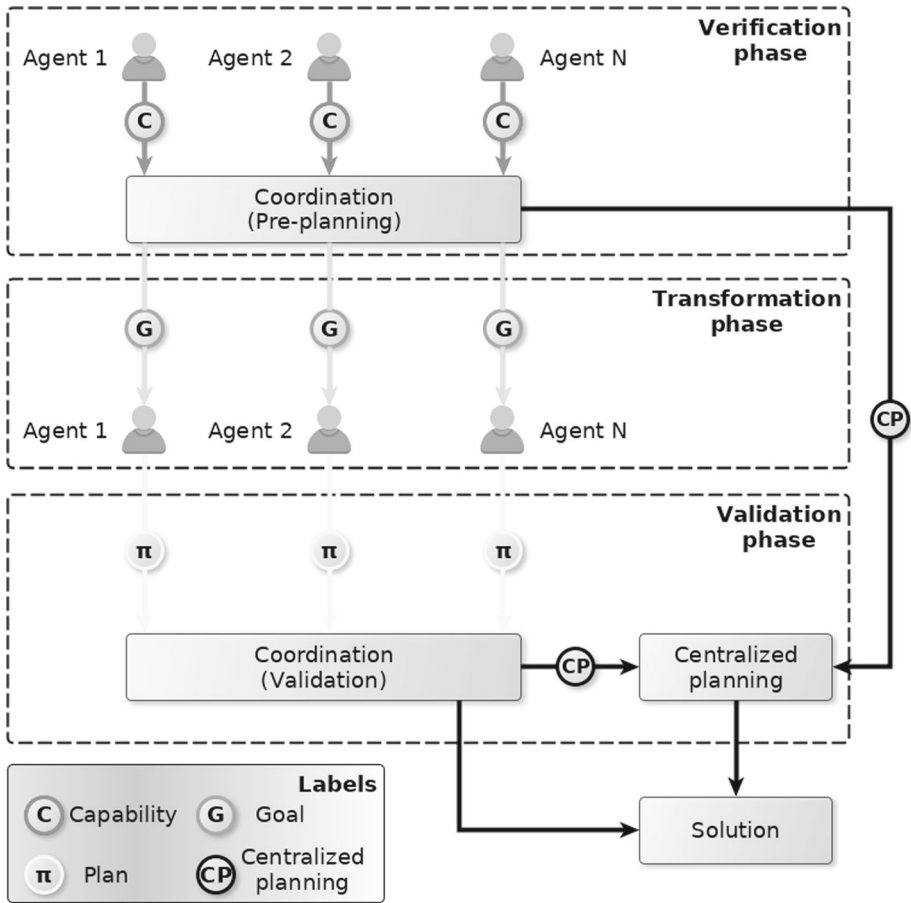 Verification
phase
Agent 1
Agent 2
Agent N
C
C
C
Coordination
(Pre-planning)
Transformation
phase
G
G
G
Agent 1
Agent 2
Agent N
CP
Validation
phase
π
π
π
Coordination
(Validation)
CP
Centralized
planning
Labels
C Capability
G Goal
π Plan
CP Centralized
planning
Solution